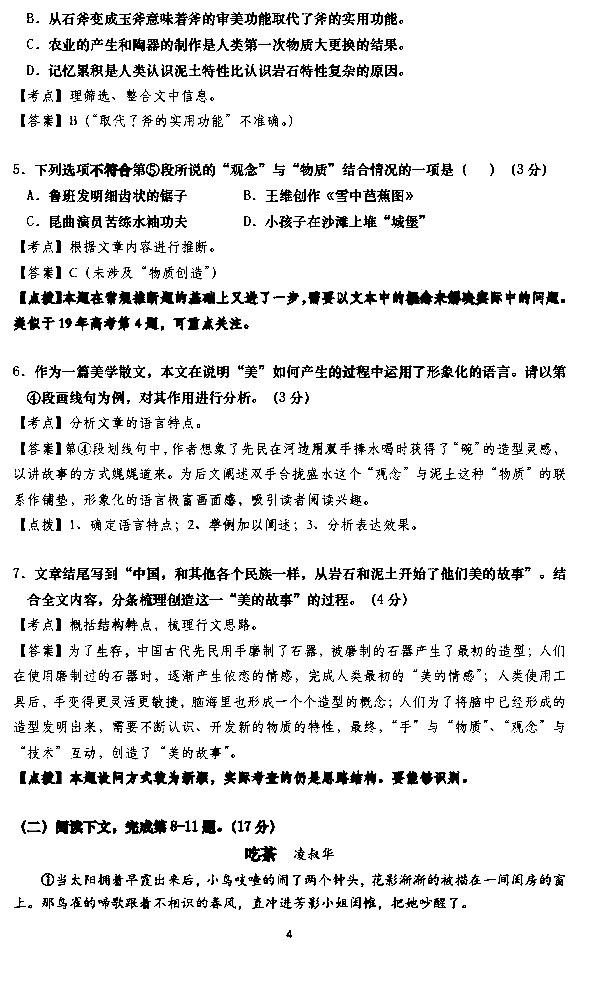 B．从石斧变成玉斧意味着斧的审美功能取代了斧的实用功能。
C．农业的产生和陶器的制作是人类第一次物质大更换的结果。
D．记忆累积是人类认识泥土特性比认识岩石特性复杂的原因。
【考点】理筛选、整合文中信息。
【答案】B（“取代了斧的实用功能”不准确。）
5．下列选项不符合第⑤段所说的“观念”与“物质”结合情况的一项是（　　）（3分）
A．鲁班发明细齿状的锯子　　B．王维创作《雪中芭蕉图》
C．昆曲演员苦练水袖功夫　　D．小孩子在沙滩上堆“城堡”
【考点】根据文章内容进行推断。
【答案】C（未涉及“物质创造”）
【点拨】本题在常规推断题的基础上又进了一步，需要以文本中的概念来解决实际中的问题。
类似于19年高考第4题，可重点关注。
6．作为一篇美学散文，本文在说明“美”如何产生的过程中运用了形象化的语言。请以第
④段画线句为例，对其作用进行分析。（3分）
【考点】分析文章的语言特点。
【答案】第④段划线句中，作者想象了先民在河边用双手捧水喝时获得了“碗”的造型灵感，
以讲故事的方式娓娓道来。为后文阐述双手合拢盛水这个“观念”与泥土这种“物质”的联
系作铺垫，形象化的语言极富画面感，吸引读者阅读兴趣。
【点拨】1、确定语言特点；2、举例加以阐述；3、分析表达效果。
7．文章结尾写到“中国，和其他各个民族一样，从岩石和泥土开始了他们美的故事”。结
合全文内容，分条梳理创造这一“美的故事”的过程。（4分）
【考点】概括结构特点，梳理行文思路。
【答案】为了生存，中国古代先民用手磨制了石器，被磨制的石器产生了最初的造型；人们
在使用磨制过的石器时，逐渐产生依恋的情感，完成人类最初的“美的情感”；人类使用工
具后，手变得更灵活更敏捷，脑海里也形成一个个造型的概念；人们为了将脑中已经形成的
造型发明出来，需要不断认识、开发新的物质的特性，最终，“手”与“物质”、“观念”与
“技术”互动，创造了“美的故事”。
【点拨】本题设问方式较为新颖，实际考查的仍是思路结构。要能够识别。
（二）阅读下文，完成第8-11题。（17分）
吃茶　凌叔华
①当太阳拥着早霞出来后，小鸟吱喳的闹了两个钟头，花影渐渐的被描在一间闺房的窗
上。那鸟雀的啼歌跟着不相识的春风，直冲进芳影小姐闺帷，把她吵醒了。
4